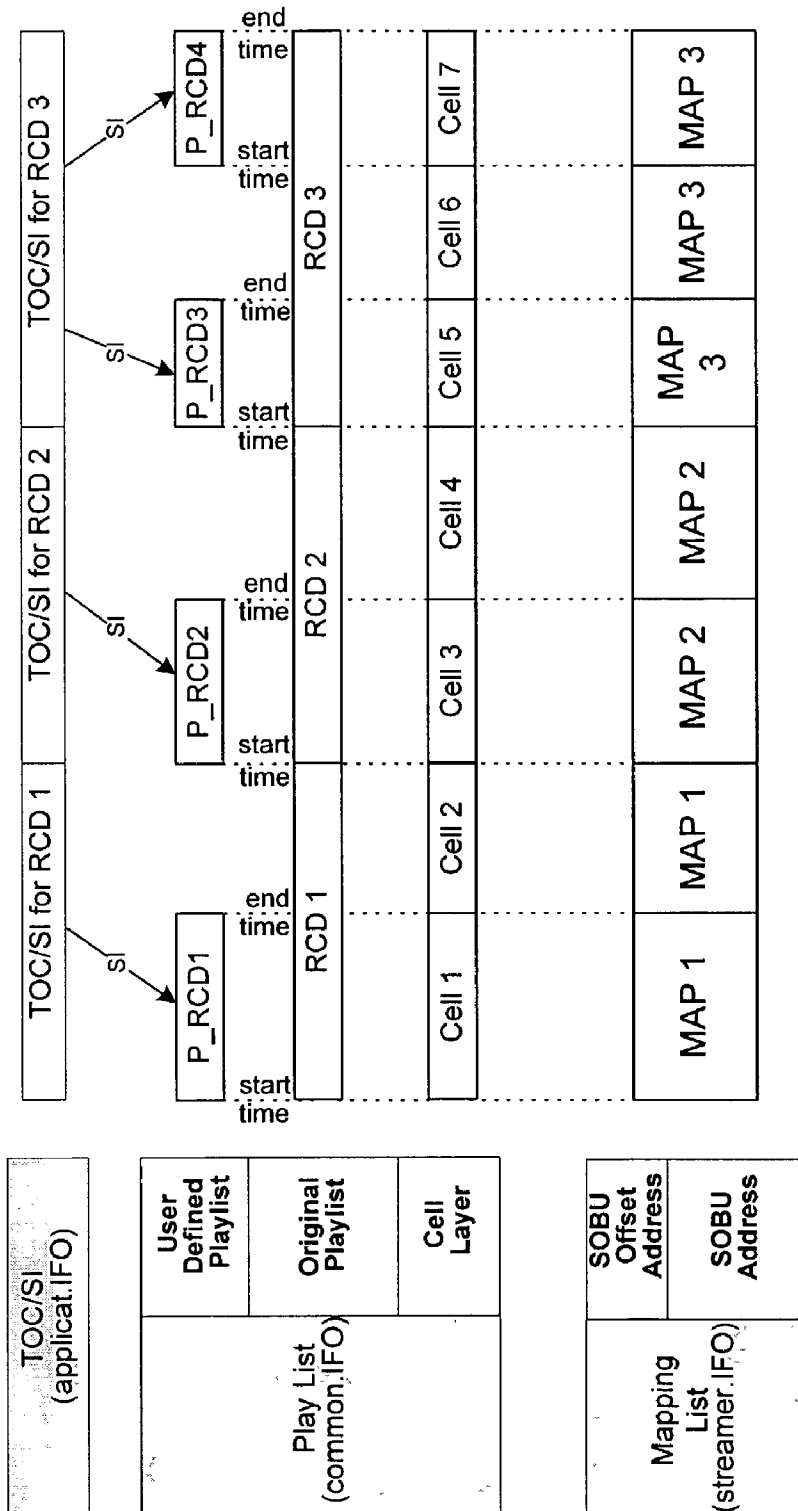 TOC/SI
(applicat.IFO)
TOC/SI for RCD 1
TOC/SI for RCD 2
TOC/SI for RCD 3
SI
SI
SI
SI
Play List
(common.IFO)
User
Defined
Playlist
P_RCD1
P_RCD2
P_RCD3
P_RCD4
start
time
end
time
start
time
end
time
start
time
end
time
start
time
end
time
Original
Playlist
RCD 1
RCD 2
RCD 3
Cell
Layer
Cell 1
Cell 2
Cell 3
Cell 4
Cell 5
Cell 6
Cell 7
Mapping
List
(streamer.IFO)
SOBU
Offset
Address
SOBU
Address
MAP 1
MAP 1
MAP 2
MAP 2
MAP
3
MAP 3
MAP 3